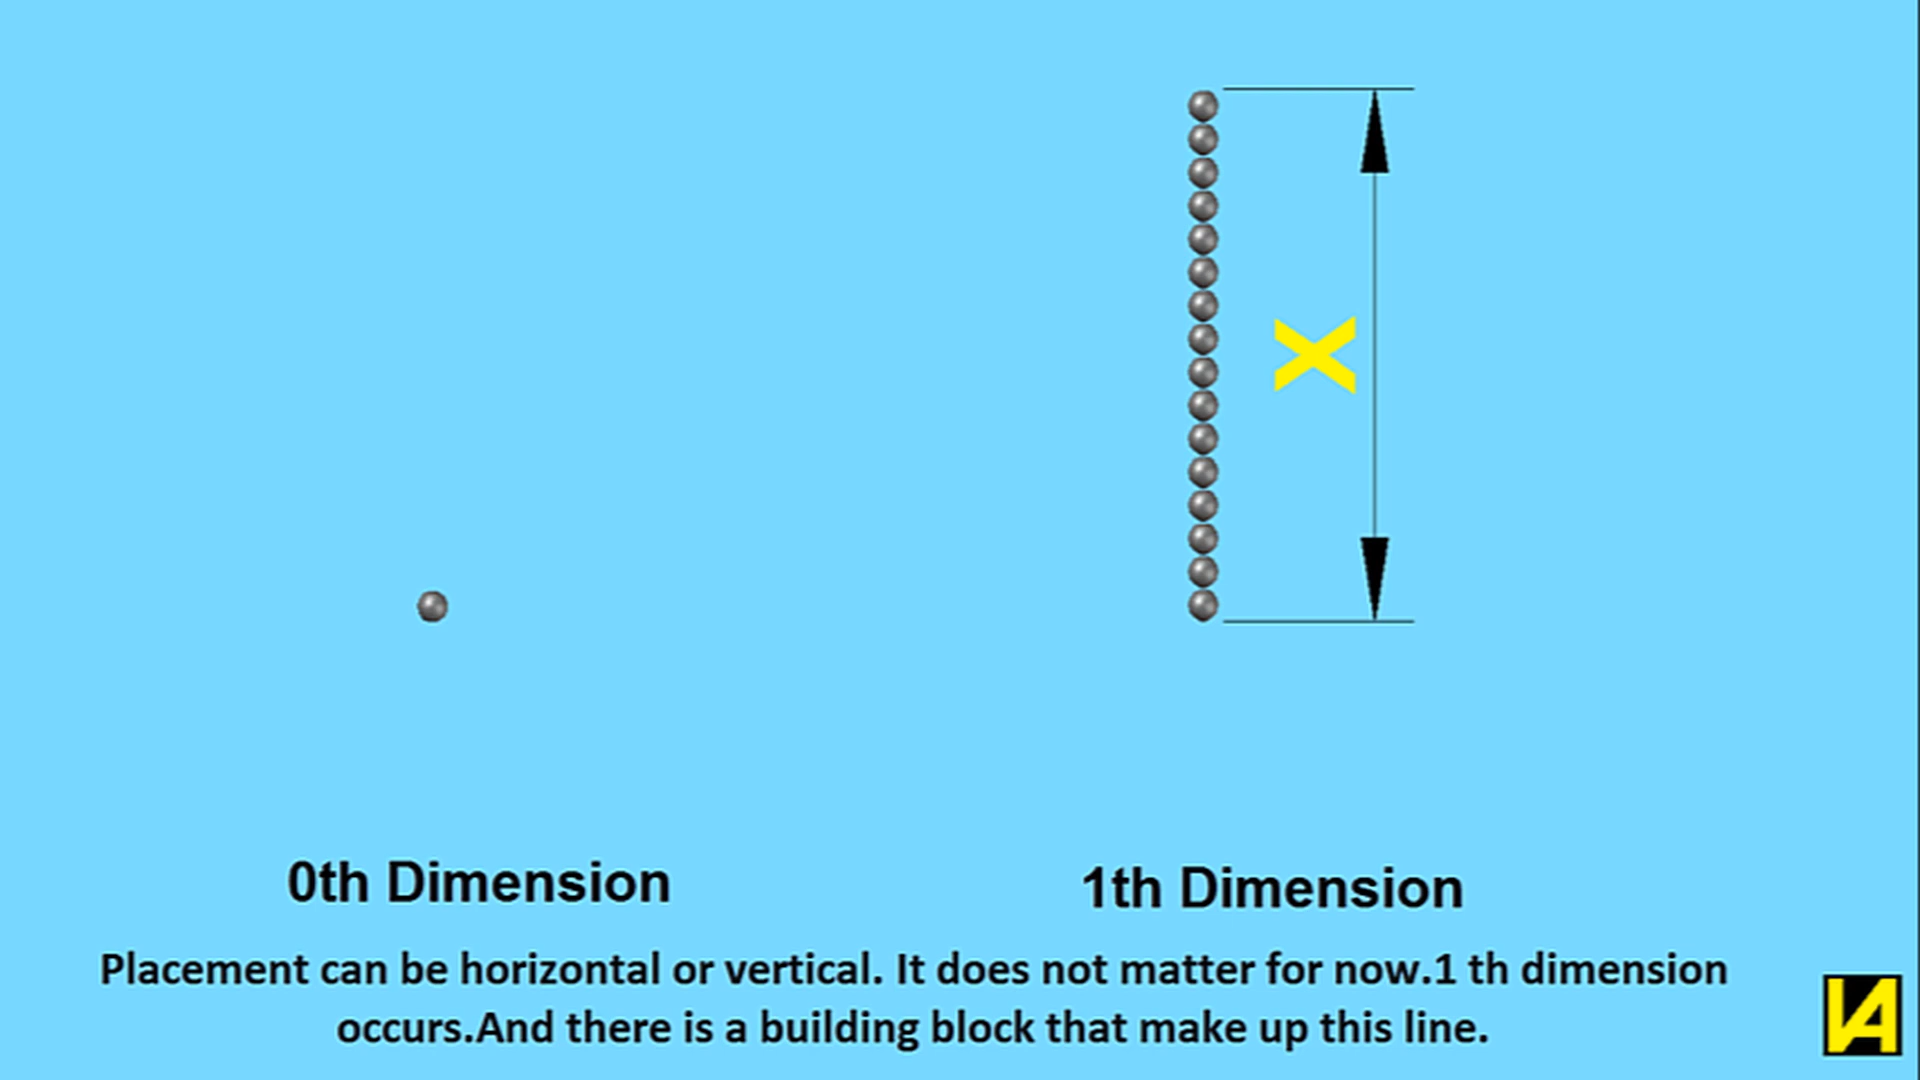 X
0th Dimension
1th Dimension
Placement can be horizontal or vertical. It does not matter for now.1 th dimension
occurs.And there is a building block that make up this line.
VA